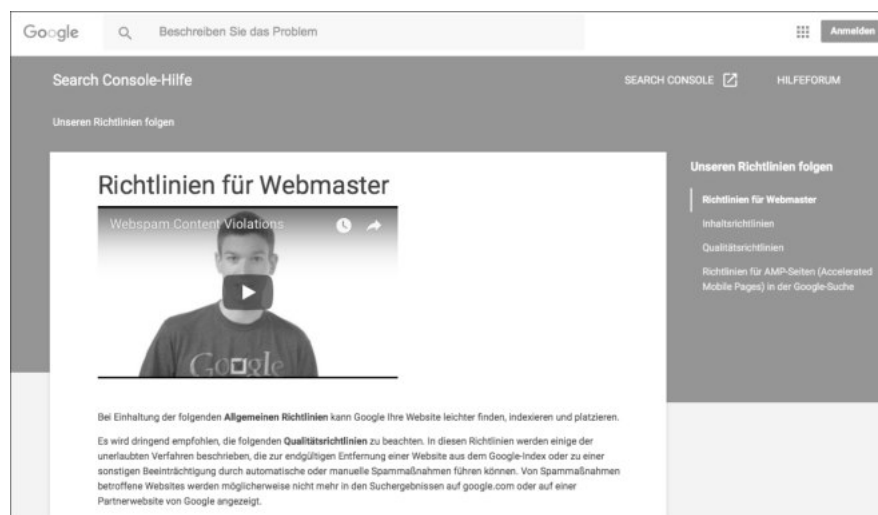 Google Beschreiben Sie das Problem Anmelden
Search Console-Hilfe SEARCH CONSOLE HILFEFORUM
Unseren Richtlinien folgen
Richtlinien für Webmaster
Webspam Content Violations
Google
Bei Einhaltung der folgenden Allgemeinen Richtlinien kann Google Ihre Website leichter finden, indexieren und platzieren.
Es wird dringend empfohlen, die folgenden Qualitätsrichtlinien zu beachten. In diesen Richtlinien werden einige der
unerlaubten Verfahren beschrieben, die zur endgültigen Entfernung einer Website aus dem Google-Index oder zu einer
sonstigen Beeinträchtigung durch automatische oder manuelle Spammaßnahmen führen können. Von Spammaßnahmen
betroffene Websites werden möglicherweise nicht mehr in den Suchergebnissen auf google.com oder auf einer
Partnerwebsite von Google angezeigt.
Unseren Richtlinien folgen
Richtlinien für Webmaster
Inhaltsrichtlinien
Qualitätsrichtlinien
Richtlinien für AMP-Seiten (Accelerated
Mobile Pages) in der Google-Suche